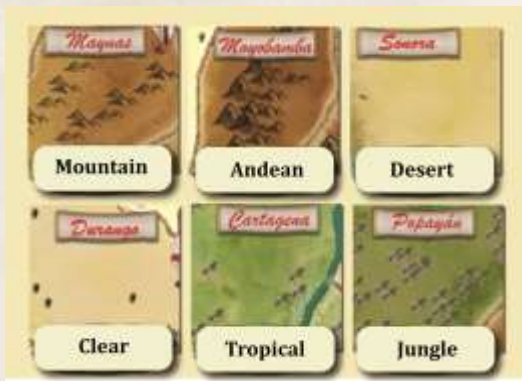 Maynas
Moyobamba
Sonora
Mountain
Andean
Desert
Durango
Cartagena
Popayán
Clear
Tropical
Jungle